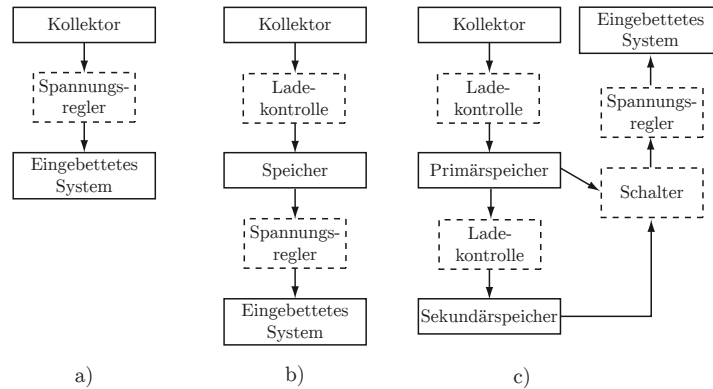 Kollektor
Spannungs-
regler
Eingebettetes
System
a)
Kollektor
Lade-
kontrolle
Speicher
Spannungs-
regler
Eingebettetes
System
b)
Kollektor
Lade-
kontrolle
Primärspeicher
Lade-
kontrolle
Sekundärspeicher
Eingebettetes
System
Spannungs-
regler
Schalter
c)